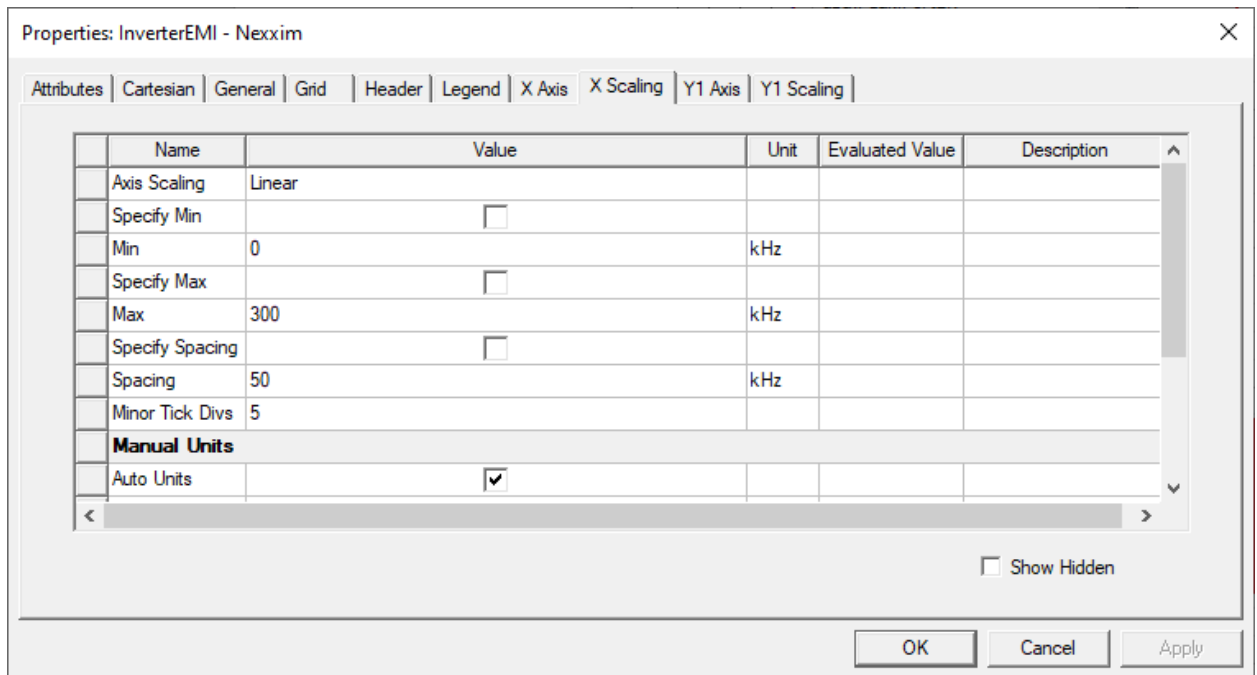 Properties: InverterEMI - Nexxim
Attributes Cartesian General Grid Header Legend X Axis X Scaling Y1 Axis Y1 Scaling
Name Value Unit Evaluated Value Description
Axis Scaling Linear
Specify Min
Min 0 kHz
Specify Max
Max 300 kHz
Specify Spacing
Spacing 50 kHz
Minor Tick Divs 5
Manual Units
Auto Units
Show Hidden
OK Cancel Apply